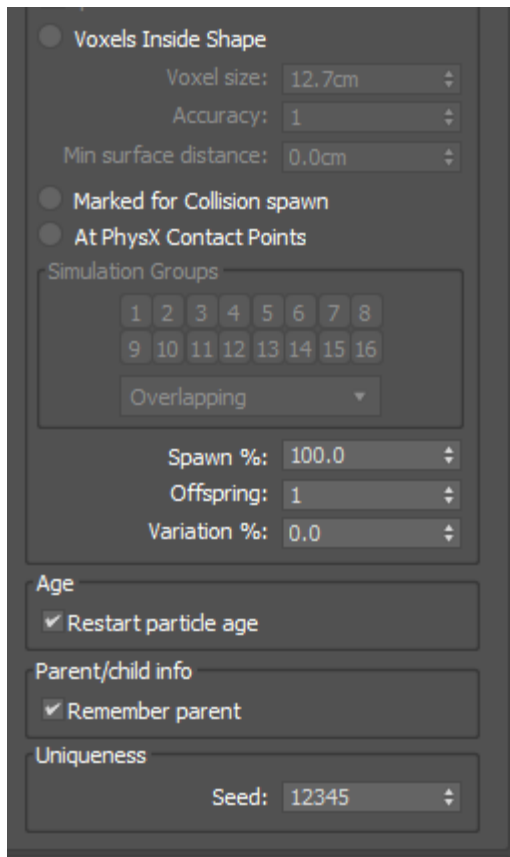 Voxels Inside Shape
Voxel size: 12.7cm
Accuracy: 1
Min surface distance: 0.0cm
Marked for Collision spawn
At PhysX Contact Points
Simulation Groups
1 2 3 4 5 6 7 8
9 10 11 12 13 14 15 16
Overlapping
Spawn %: 100.0
Offspring: 1
Variation %: 0.0
Age
Restart particle age
Parent/child info
Remember parent
Uniqueness
Seed: 12345